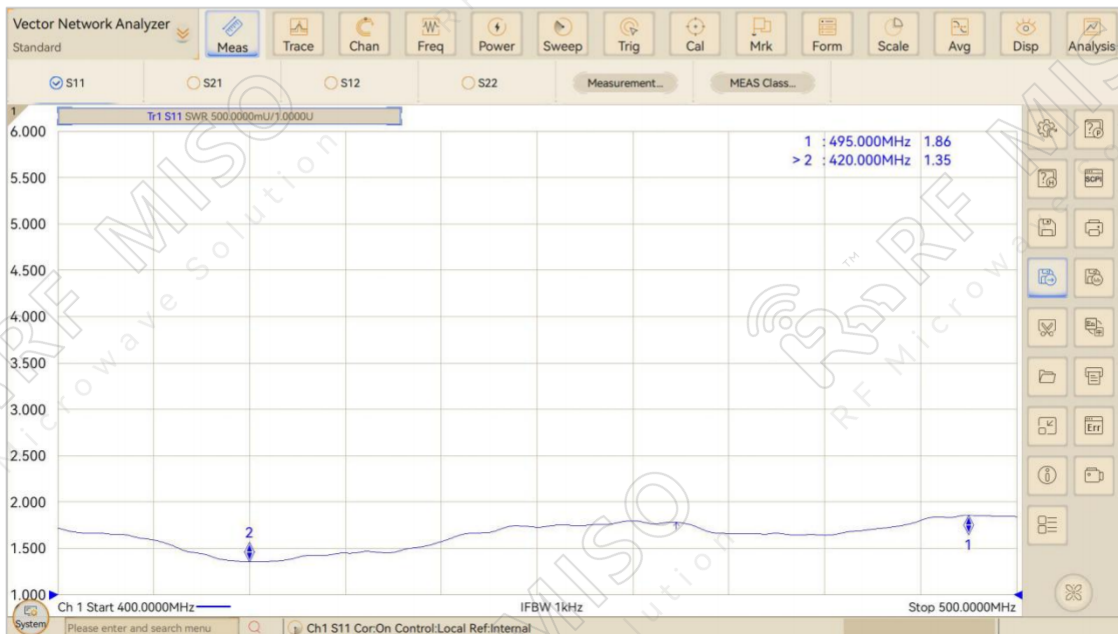 Vector Network Analyzer
Standard
Meas
Trace
Chan
Freq
Power
Sweep
Trig
Cal
Mrk
Form
Scale
Avg
Disp
Analysis
S11
S21
S12
S22
Measurement...
MEAS Class...
1
Tr1 S11 SWR 500.0000mU/1.0000U
6.000
1 : 495.000MHz 1.86
> 2 : 420.000MHz 1.35
5.500
5.000
4.500
4.000
3.500
3.000
2.500
2.000
1.500
1.000
2
1
SCPI
Err
Ch 1 Start 400.0000MHz
IFBW 1kHz
Stop 500.0000MHz
System
Please enter and search menu
Ch1 S11 Cor:On Control:Local Ref:Internal
RF MISO
RF Microwave Solution